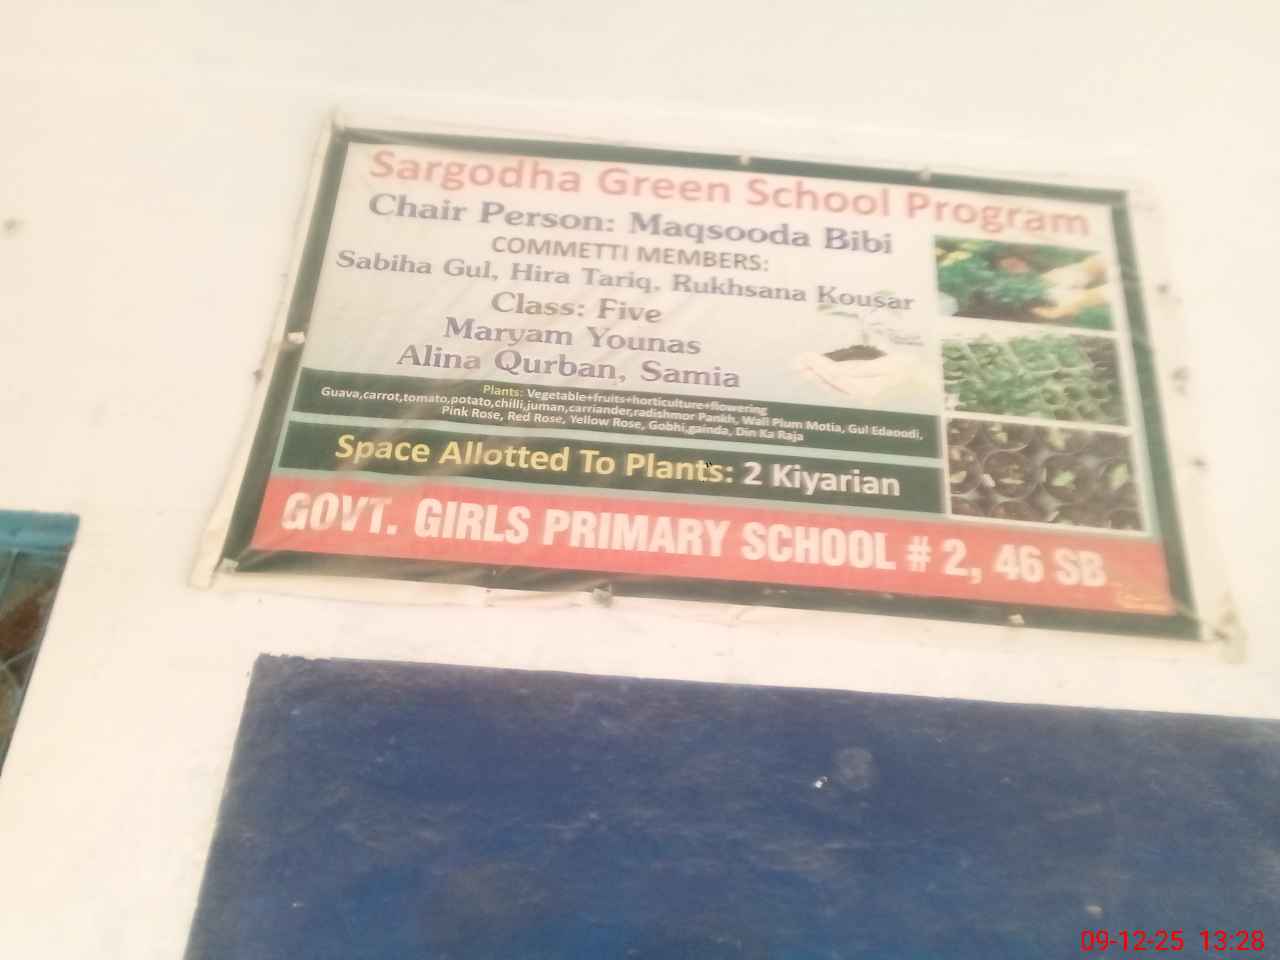 Sargodha Green School Program
Chair Person: Maqsooda Bibi
COMMETTI MEMBERS:
Sabiha Gul, Hira Tariq, Rukhsana Kousar
Class: Five
Maryam Younas
Alina Qurban, Samia
Plants: Vegetable+fruits+horticulture+flowering
Guava,carrot,tomato,potato,chilli,juman,carriander,radishmor Pankh, Wall Plum Motia, Gul Edaoodi,
Pink Rose, Red Rose, Yellow Rose, Gobhi,gainda, Din Ka Raja
Space Allotted To Plants: 2 Kiyarian
GOVT. GIRLS PRIMARY SCHOOL # 2, 46 SB
09-12-25 13:28